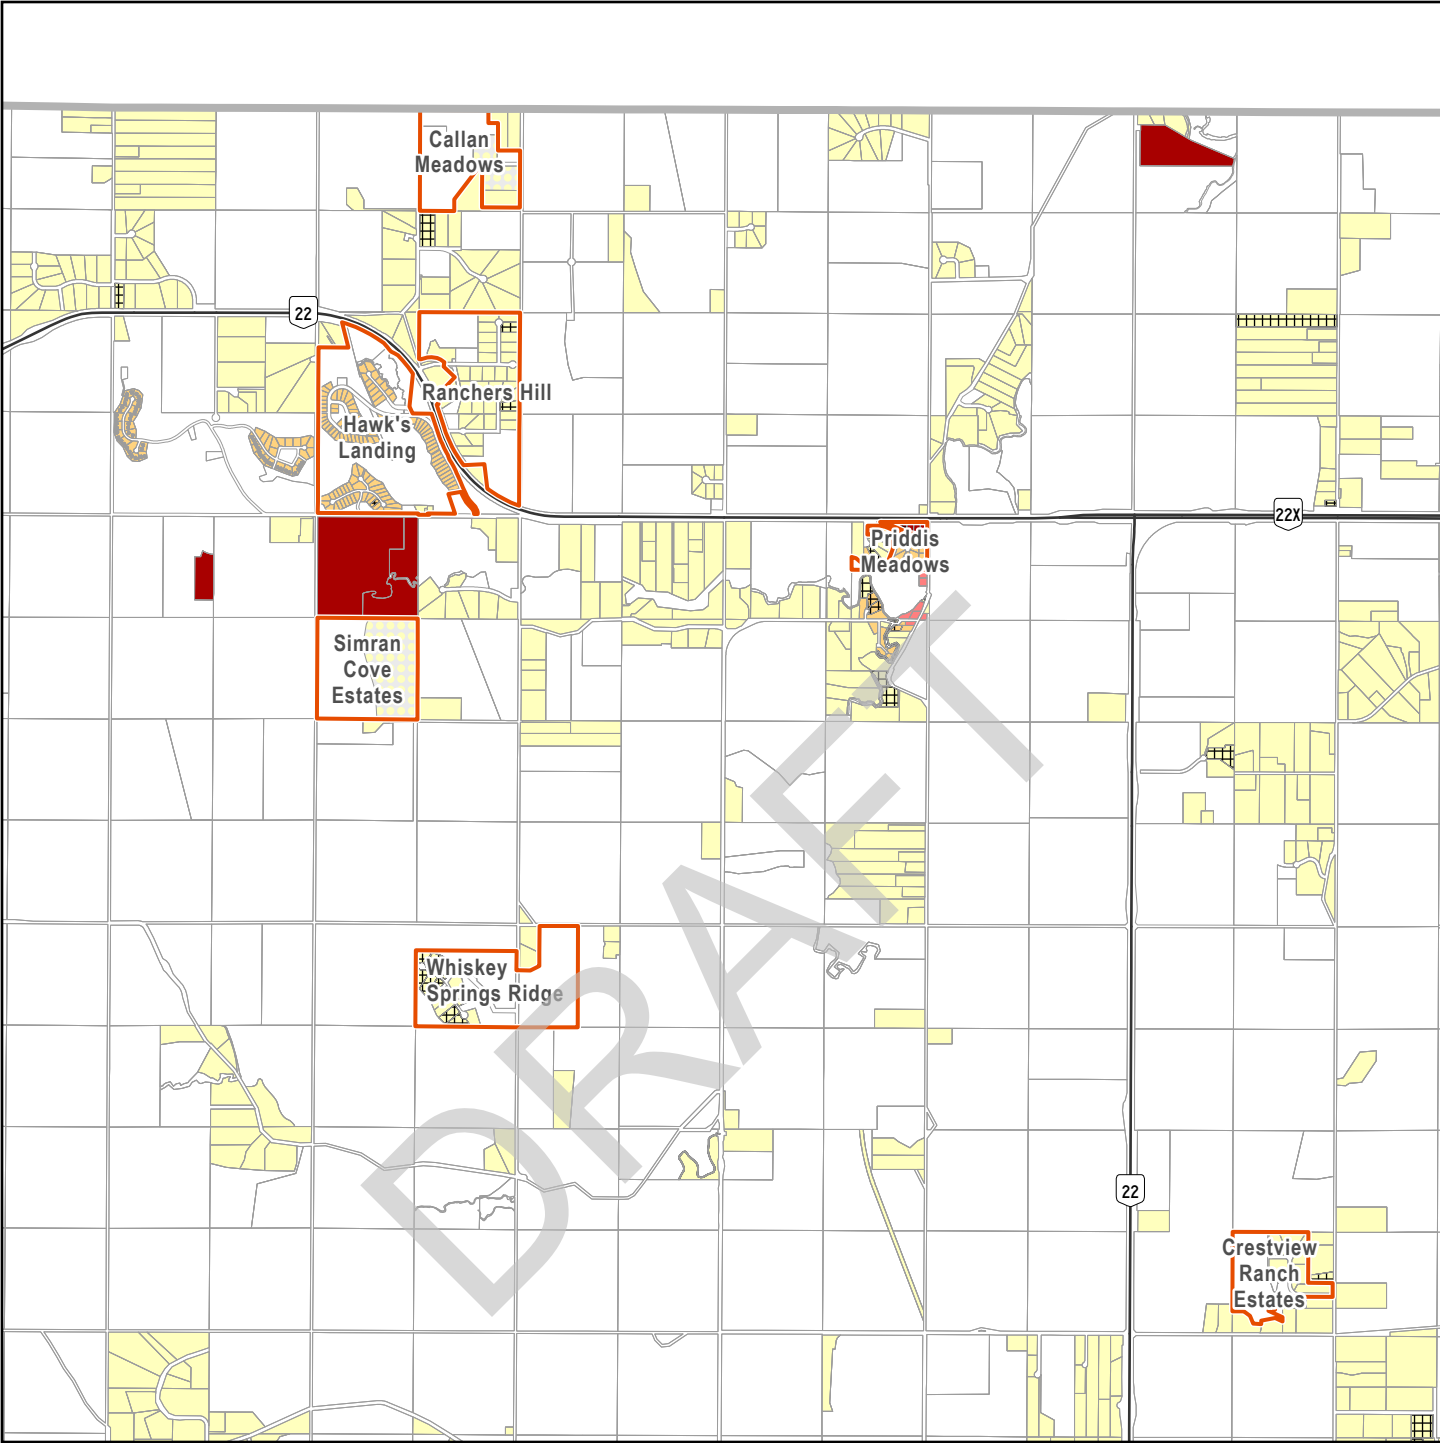 Callan
Meadows
22
Ranchers Hill
Hawk's
Landing
22X
Priddis
Meadows
Simran
Cove
Estates
DRAFT
Whiskey
Springs Ridge
22
Crestview
Ranch
Estates